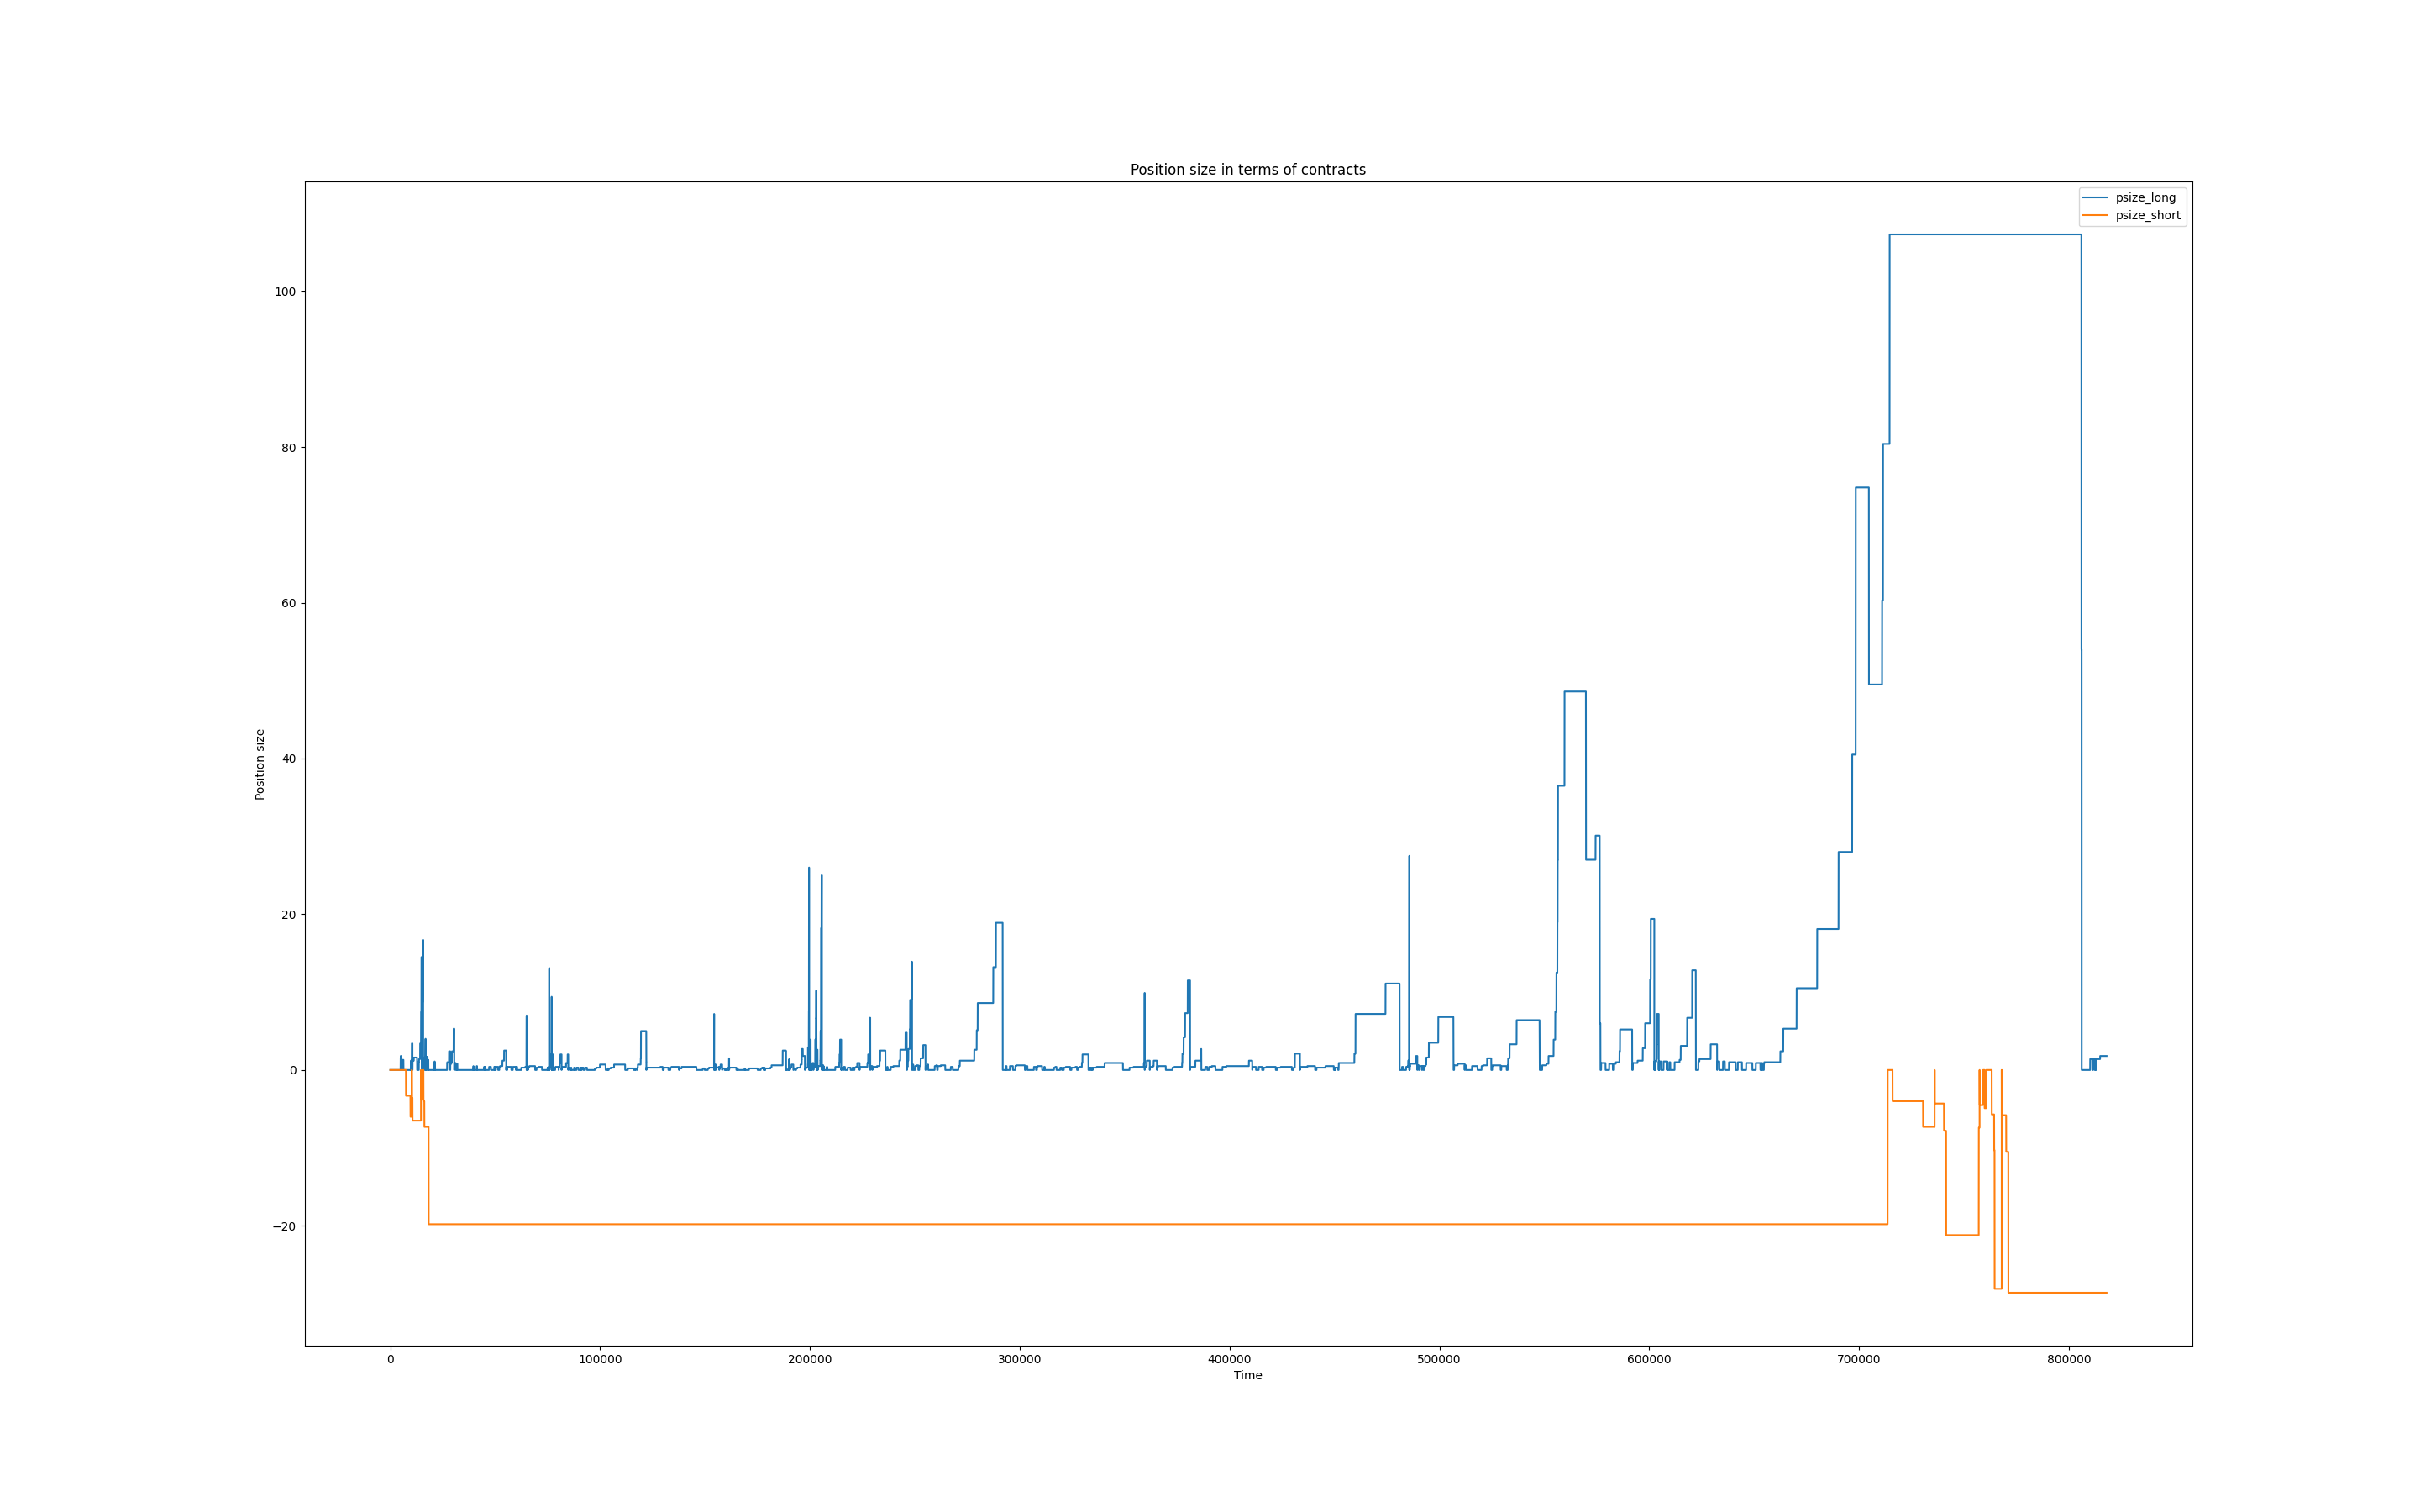 Position size in terms of contracts
psize_long
psize_short
100
80
60
40
20
0
−20
Position size
0 100000 200000 300000 400000 500000 600000 700000 800000
Time